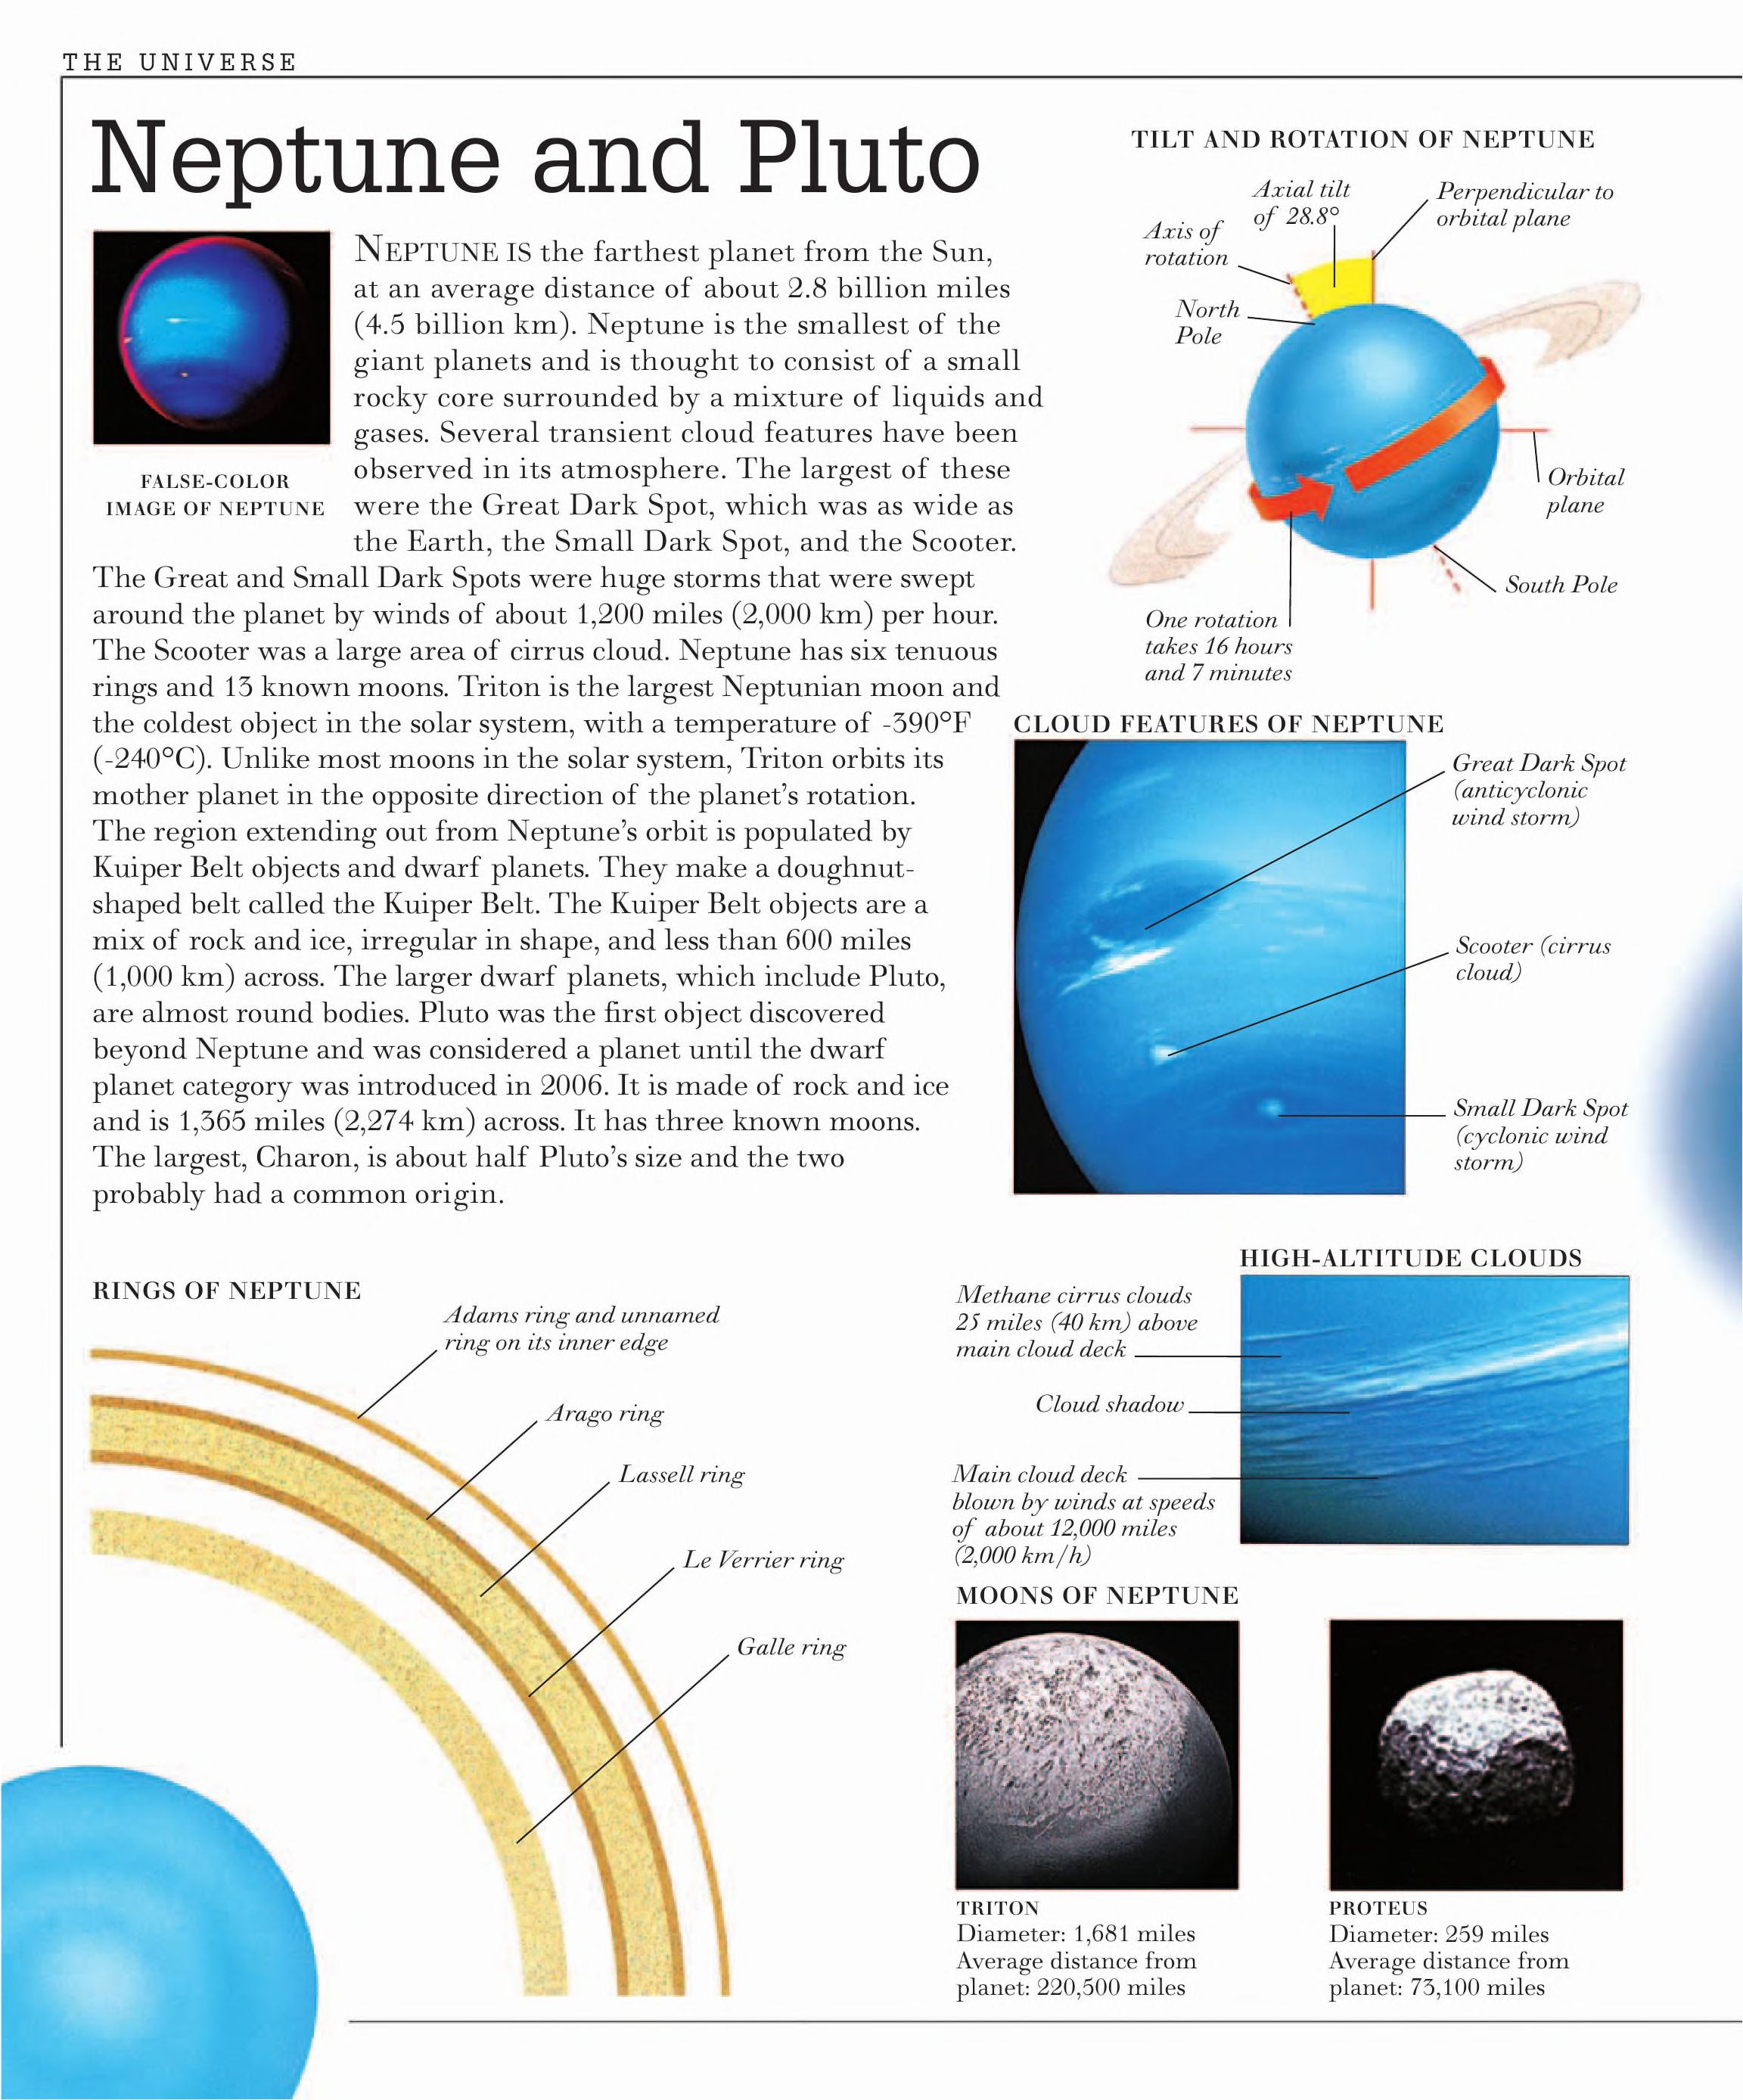 THE UNIVERSE
Neptune and Pluto
FALSE-COLOR
IMAGE OF NEPTUNE
NEPTUNE IS the farthest planet from the Sun,
at an average distance of about 2.8 billion miles
(4.5 billion km). Neptune is the smallest of the
giant planets and is thought to consist of a small
rocky core surrounded by a mixture of liquids and
gases. Several transient cloud features have been
observed in its atmosphere. The largest of these
were the Great Dark Spot, which was as wide as
the Earth, the Small Dark Spot, and the Scooter.
The Great and Small Dark Spots were huge storms that were swept
around the planet by winds of about 1,200 miles (2,000 km) per hour.
The Scooter was a large area of cirrus cloud. Neptune has six tenuous
rings and 13 known moons. Triton is the largest Neptunian moon and
the coldest object in the solar system, with a temperature of -390°F
(-240°C). Unlike most moons in the solar system, Triton orbits its
mother planet in the opposite direction of the planet's rotation.
The region extending out from Neptune's orbit is populated by
Kuiper Belt objects and dwarf planets. They make a doughnut-
shaped belt called the Kuiper Belt. The Kuiper Belt objects are a
mix of rock and ice, irregular in shape, and less than 600 miles
(1,000 km) across. The larger dwarf planets, which include Pluto,
are almost round bodies. Pluto was the first object discovered
beyond Neptune and was considered a planet until the dwarf
planet category was introduced in 2006. It is made of rock and ice
and is 1,365 miles (2,274 km) across. It has three known moons.
The largest, Charon, is about half Pluto's size and the two
probably had a common origin.
TILT AND ROTATION OF NEPTUNE
Axial tilt
of 28.8°
Perpendicular to
orbital plane
Axis of
rotation
North
Pole
Orbital
plane
South Pole
One rotation
takes 16 hours
and 7 minutes
CLOUD FEATURES OF NEPTUNE
Great Dark Spot
(anticyclonic
wind storm)
Scooter (cirrus
cloud)
Small Dark Spot
(cyclonic wind
storm)
RINGS OF NEPTUNE
Adams ring and unnamed
ring on its inner edge
Arago ring
Lassell ring
Le Verrier ring
Galle ring
HIGH-ALTITUDE CLOUDS
Methane cirrus clouds
25 miles (40 km) above
main cloud deck
Cloud shadow
Main cloud deck
blown by winds at speeds
of about 12,000 miles
(2,000 km/h)
MOONS OF NEPTUNE
TRITON
Diameter: 1,681 miles
Average distance from
planet: 220,500 miles
PROTEUS
Diameter: 259 miles
Average distance from
planet: 73,100 miles